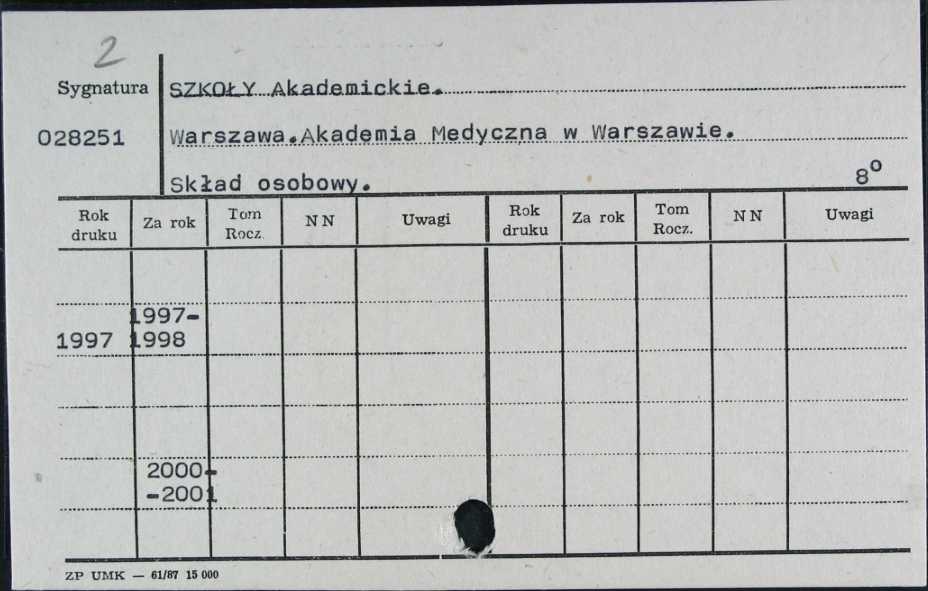 2
Sygnatura SZKOŁY Akademickie.
028251 Warszawa.Akademia Medyczna w Warszawie.
Skład osobowy. 8o
Rok druku Za rok Tom Rocz. N N Uwagi Rok druku Za rok Tom Rocz. N N Uwagi
1997-
1997 1998
2000-
-2001
ZP UMK — 61/87 15 000